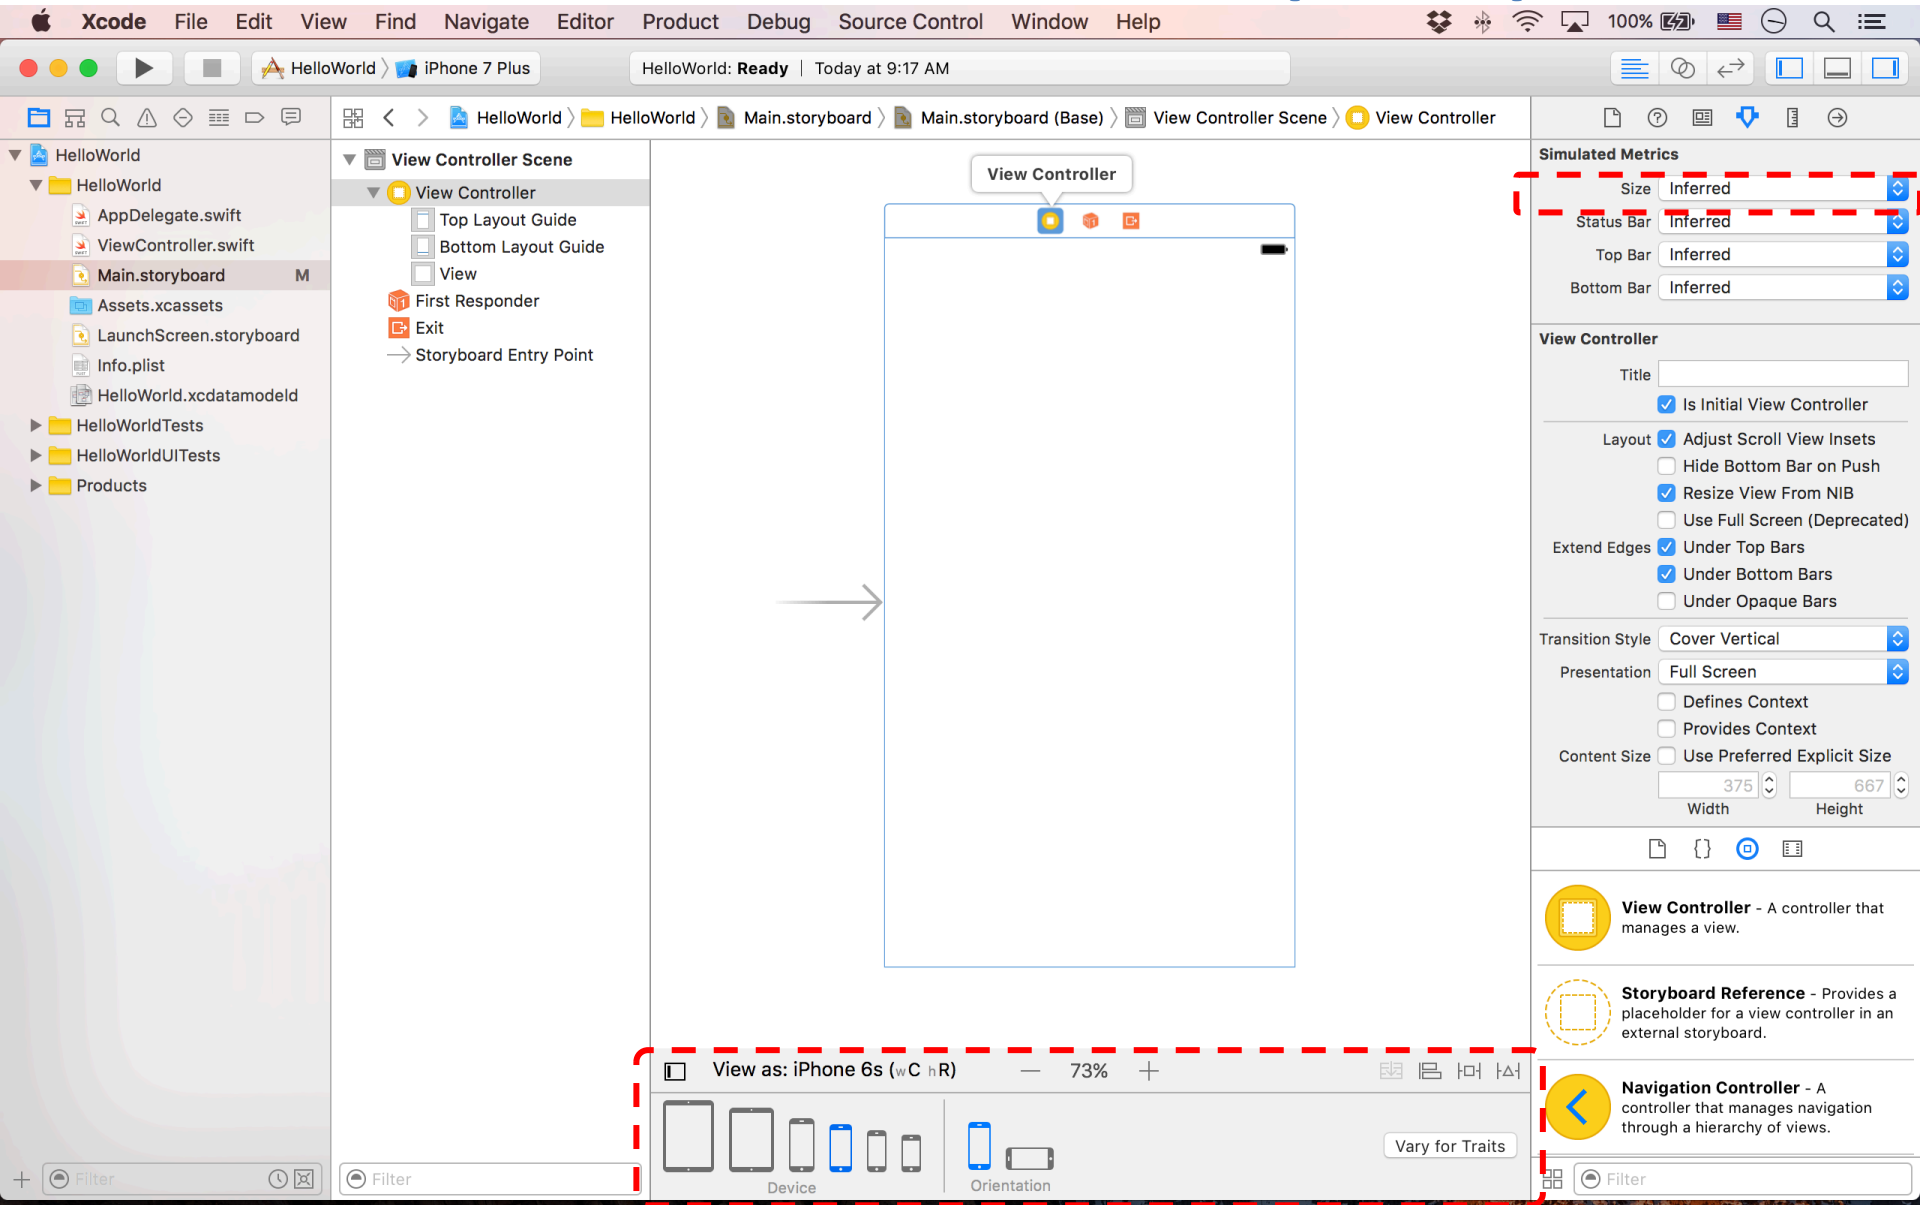 Xcode File Edit View Find Navigate Editor Product Debug Source Control Window Help 100%
HelloWorld iPhone 7 Plus HelloWorld: Ready | Today at 9:17 AM
HelloWorld HelloWorld Main.storyboard Main.storyboard (Base) View Controller Scene View Controller
HelloWorld
HelloWorld
AppDelegate.swift
ViewController.swift
Main.storyboard M
Assets.xcassets
LaunchScreen.storyboard
Info.plist
HelloWorld.xcdatamodeld
HelloWorldTests
HelloWorldUITests
Products
Filter
View Controller Scene
View Controller
Top Layout Guide
Bottom Layout Guide
View
First Responder
Exit
Storyboard Entry Point
Filter
View Controller
View as: iPhone 6s (wC hR) — 73% +
Device
Orientation
Vary for Traits
Simulated Metrics
Size Inferred
Status Bar Inferred
Top Bar Inferred
Bottom Bar Inferred
View Controller
Title
Is Initial View Controller
Layout Adjust Scroll View Insets
Hide Bottom Bar on Push
Resize View From NIB
Use Full Screen (Deprecated)
Extend Edges Under Top Bars
Under Bottom Bars
Under Opaque Bars
Transition Style Cover Vertical
Presentation Full Screen
Defines Context
Provides Context
Content Size Use Preferred Explicit Size
375 667
Width Height
View Controller - A controller that
manages a view.
Storyboard Reference - Provides a
placeholder for a view controller in an
external storyboard.
Navigation Controller - A
controller that manages navigation
through a hierarchy of views.
Filter